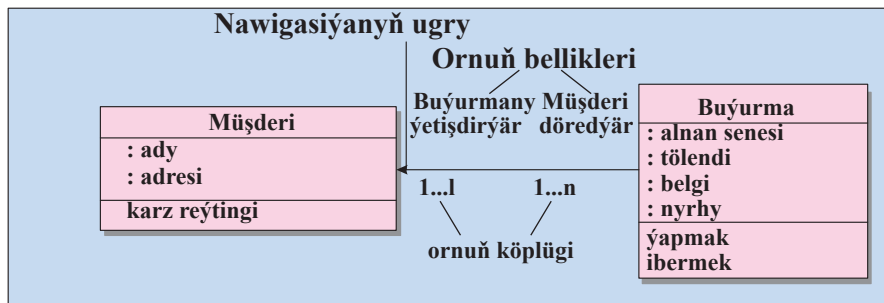 Nawigasiýanyň ugry
Ornuň bellikleri
Buýurmany
ýetişdirýär
Müşderi
döredýär
Müşderi
: ady
: adresi
karz reýtingi
1...l
1...n
ornuň köplügi
Buýurma
: alnan senesi
: tölendi
: belgi
: nyrhy
ýapmak
ibermek